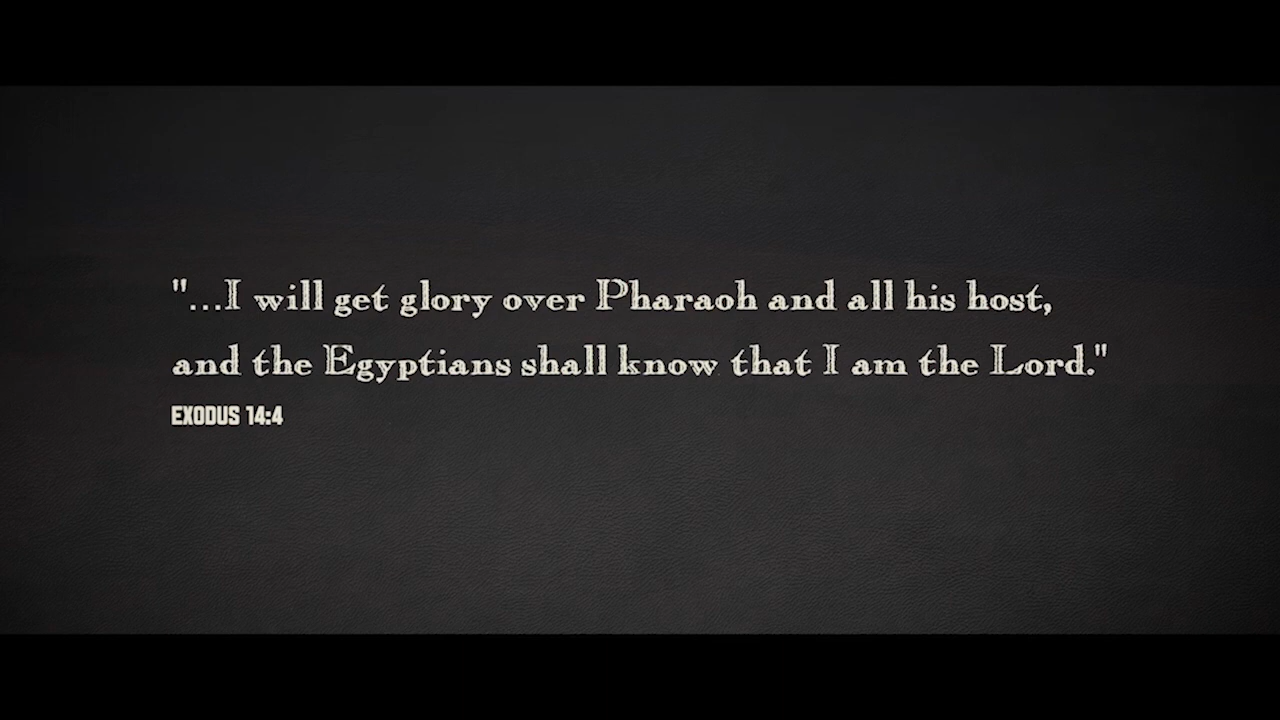 "...I will get glory over Pharaoh and all his host,
and the Egyptians shall know that I am the Lord."
EXODUS 14:4